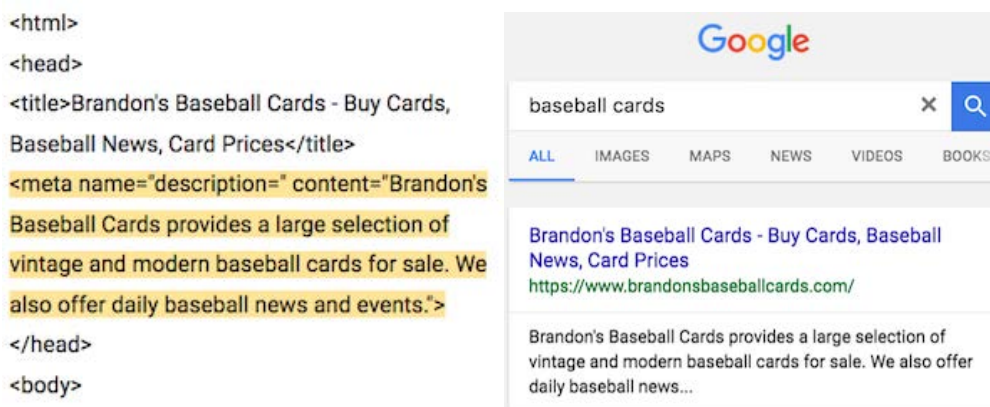 <html>
<head>
<title>Brandon's Baseball Cards - Buy Cards,
Baseball News, Card Prices</title>
<meta name="description=" content="Brandon's
Baseball Cards provides a large selection of
vintage and modern baseball cards for sale. We
also offer daily baseball news and events.">
</head>
<body>
Google
baseball cards
ALL IMAGES MAPS NEWS VIDEOS BOOKS
Brandon's Baseball Cards - Buy Cards, Baseball
News, Card Prices
https://www.brandonsbaseballcards.com/
Brandon's Baseball Cards provides a large selection of
vintage and modern baseball cards for sale. We also offer
daily baseball news...